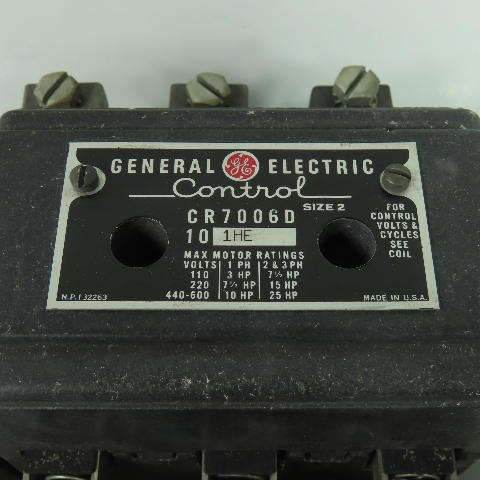 GENERAL GE ELECTRIC
Control
SIZE 2
CR7006D
10 1HE
FOR
CONTROL
VOLTS &
CYCLES
SEE
COIL
MAX MOTOR RATINGS
VOLTS 1 PH 2 & 3 PH
110 3 HP 7½ HP
220 7½ HP 15 HP
440-600 10 HP 25 HP
N.P.132263
MADE IN U.S.A.